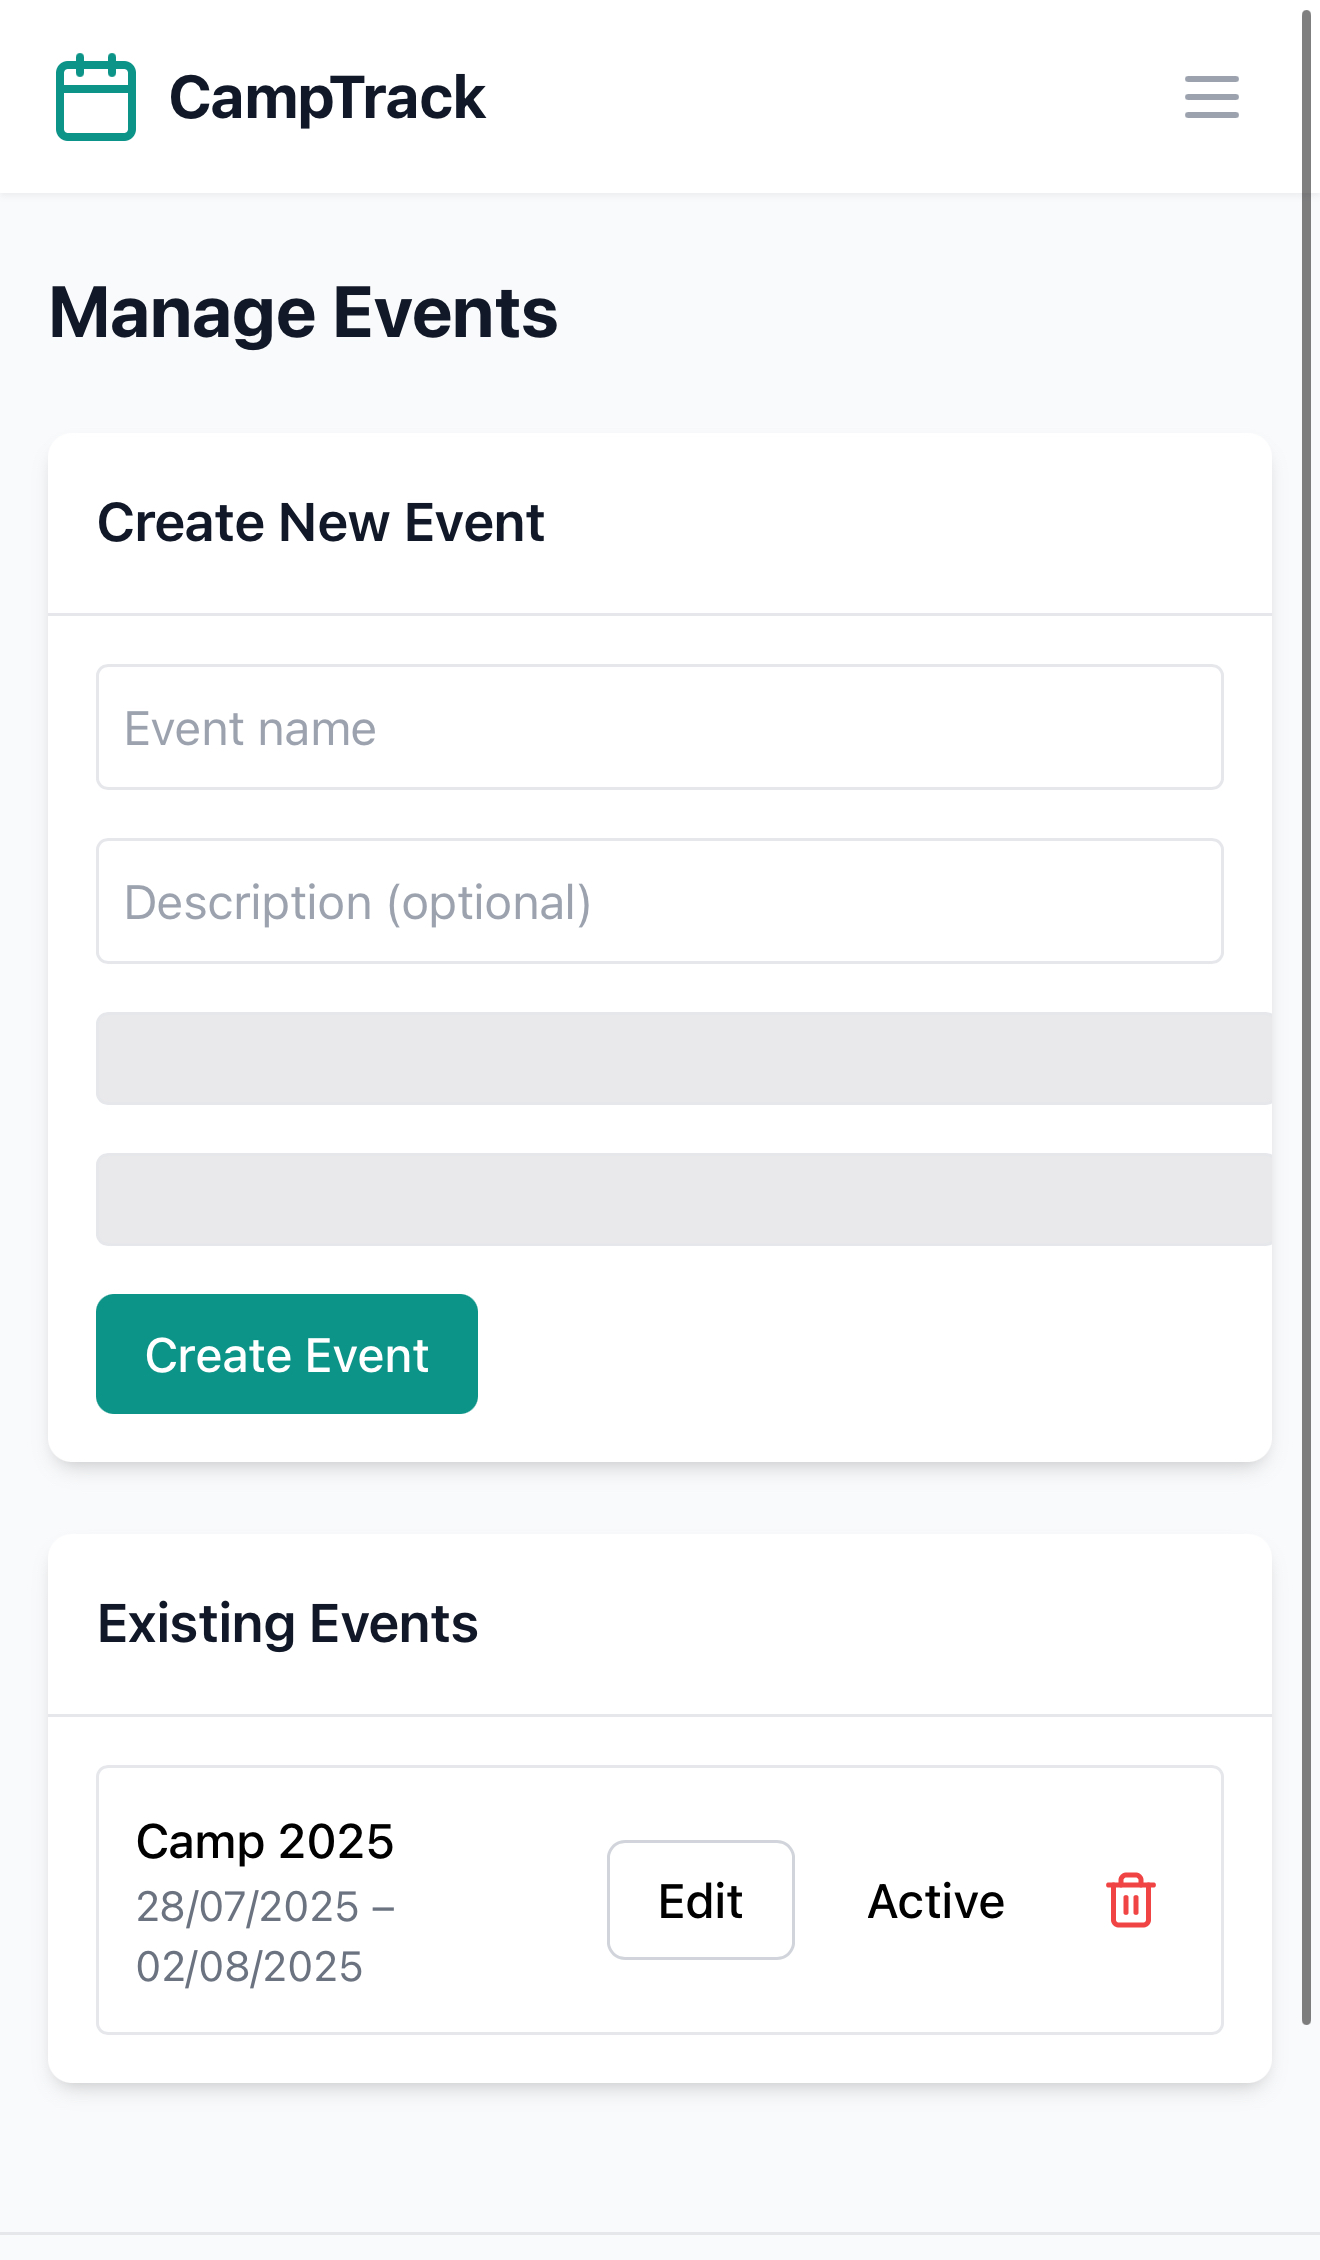 CampTrack
Manage Events
Create New Event
Event name
Description (optional)
Create Event
Existing Events
Camp 2025
28/07/2025 –
02/08/2025
Edit
Active